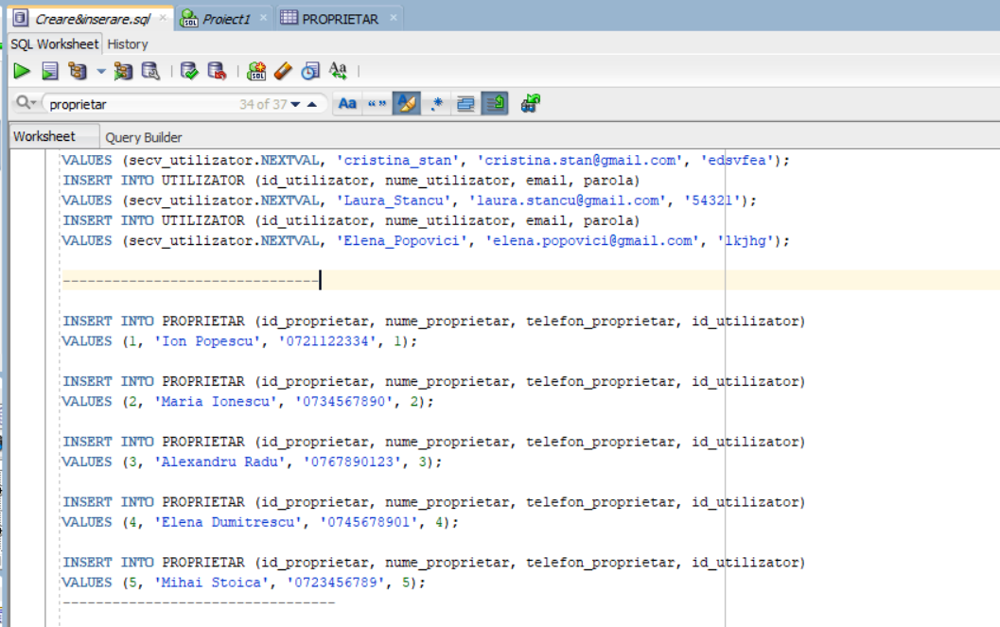 Creare&inserare.sql × Proiect1 × PROPRIETAR ×
SQL Worksheet History
Aa
proprietar 34 of 37 Aa “ ” .*
Worksheet Query Builder
VALUES (secv_utilizator.NEXTVAL, 'cristina_stan', 'cristina.stan@gmail.com', 'edsvfea');
INSERT INTO UTILIZATOR (id_utilizator, nume_utilizator, email, parola)
VALUES (secv_utilizator.NEXTVAL, 'Laura_Stancu', 'laura.stancu@gmail.com', '54321');
INSERT INTO UTILIZATOR (id_utilizator, nume_utilizator, email, parola)
VALUES (secv_utilizator.NEXTVAL, 'Elena_Popovici', 'elena.popovici@gmail.com', 'lkjhg');
-------------------------------
INSERT INTO PROPRIETAR (id_proprietar, nume_proprietar, telefon_proprietar, id_utilizator)
VALUES (1, 'Ion Popescu', '0721122334', 1);
INSERT INTO PROPRIETAR (id_proprietar, nume_proprietar, telefon_proprietar, id_utilizator)
VALUES (2, 'Maria Ionescu', '0734567890', 2);
INSERT INTO PROPRIETAR (id_proprietar, nume_proprietar, telefon_proprietar, id_utilizator)
VALUES (3, 'Alexandru Radu', '0767890123', 3);
INSERT INTO PROPRIETAR (id_proprietar, nume_proprietar, telefon_proprietar, id_utilizator)
VALUES (4, 'Elena Dumitrescu', '0745678901', 4);
INSERT INTO PROPRIETAR (id_proprietar, nume_proprietar, telefon_proprietar, id_utilizator)
VALUES (5, 'Mihai Stoica', '0723456789', 5);
---------------------------------